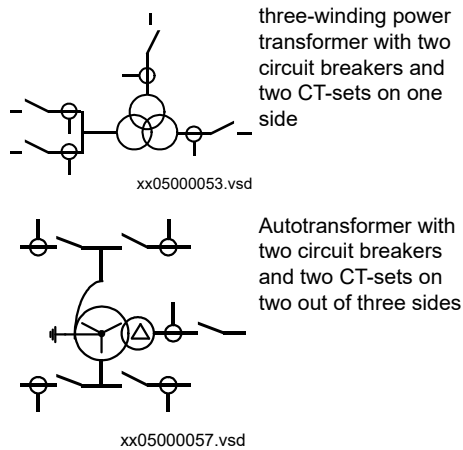 three-winding power
transformer with two
circuit breakers and
two CT-sets on one
side
xx05000053.vsd
Autotransformer with
two circuit breakers
and two CT-sets on
two out of three sides
xx05000057.vsd